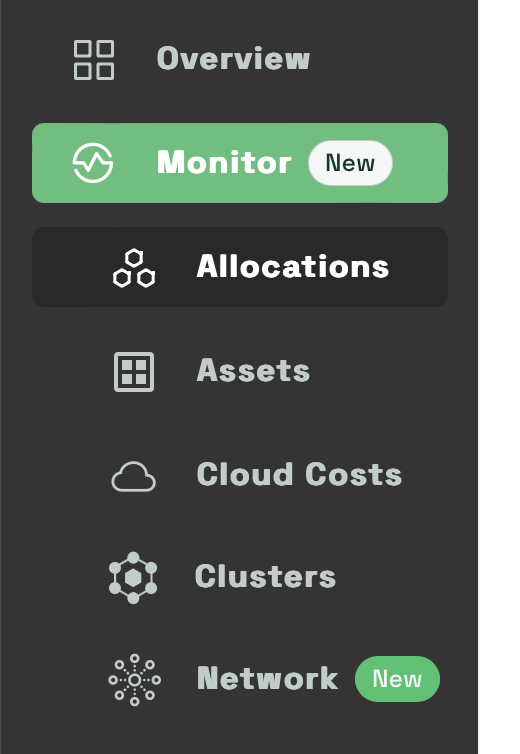 Overview
Monitor New
Allocations
Assets
Cloud Costs
Clusters
Network New